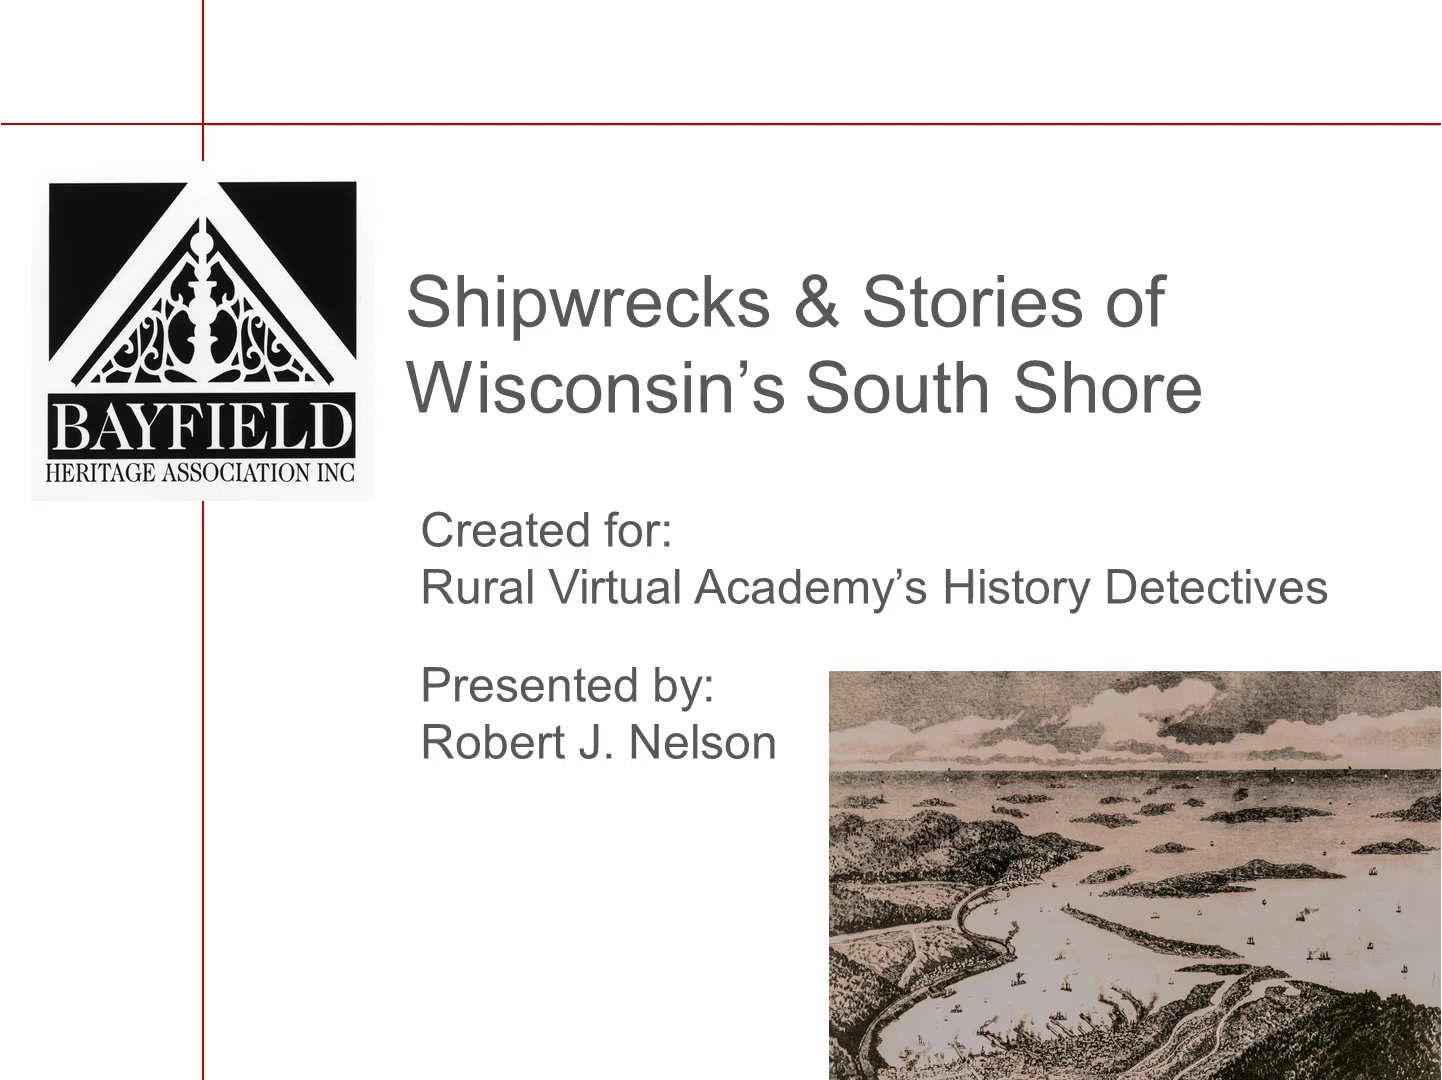 BAYFIELD
HERITAGE ASSOCIATION INC
Shipwrecks & Stories of
Wisconsin’s South Shore
Created for:
Rural Virtual Academy’s History Detectives
Presented by:
Robert J. Nelson